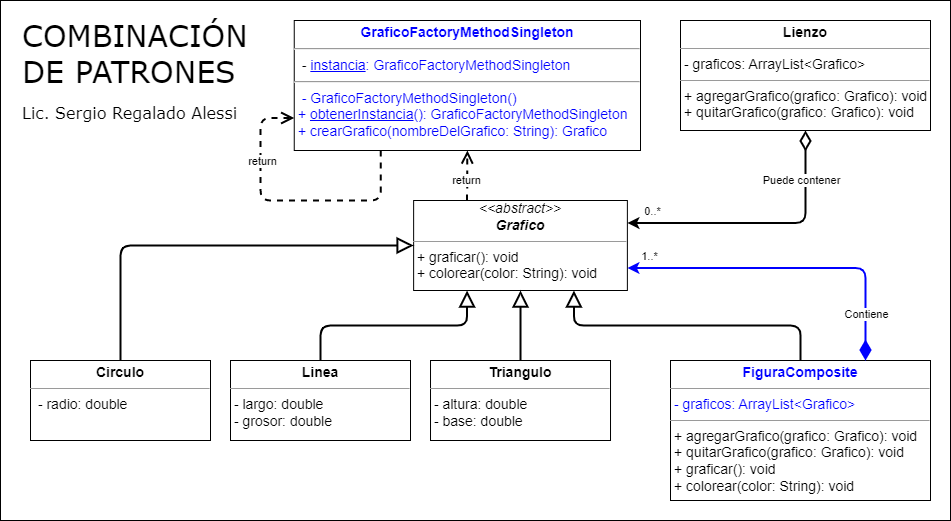 COMBINACIÓN
DE PATRONES
Lic. Sergio Regalado Alessi
GraficoFactoryMethodSingleton
- instancia: GraficoFactoryMethodSingleton
- GraficoFactoryMethodSingleton()
+ obtenerInstancia(): GraficoFactoryMethodSingleton
+ crearGrafico(nombreDelGrafico: String): Grafico
Lienzo
- graficos: ArrayList<Grafico>
+ agregarGrafico(grafico: Grafico): void
+ quitarGrafico(grafico: Grafico): void
return
return
Puede contener
0..*
<<abstract>>
Grafico
+ graficar(): void
+ colorear(color: String): void
1..*
Contiene
Circulo
- radio: double
Linea
- largo: double
- grosor: double
Triangulo
- altura: double
- base: double
FiguraComposite
- graficos: ArrayList<Grafico>
+ agregarGrafico(grafico: Grafico): void
+ quitarGrafico(grafico: Grafico): void
+ graficar(): void
+ colorear(color: String): void